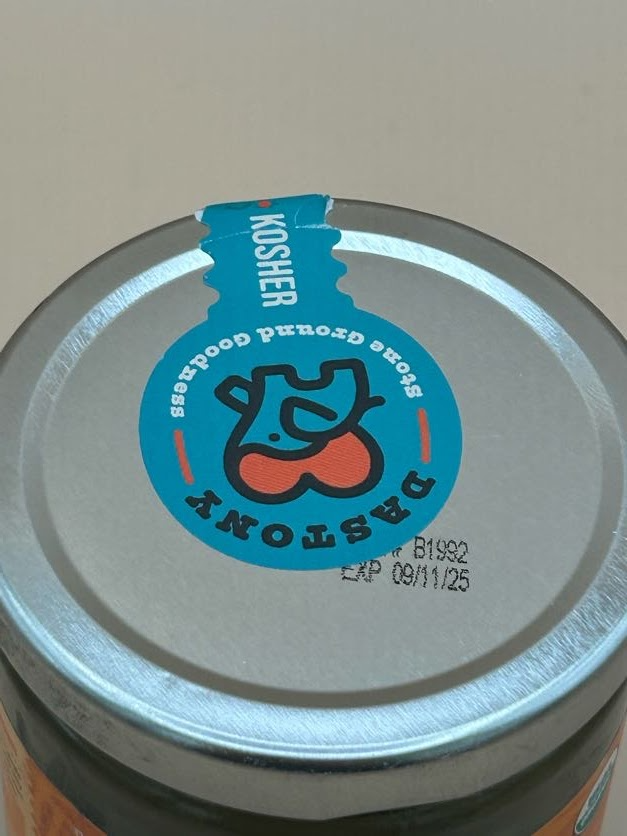 KOSHER
Stone Ground Goodness
DASTONY
# B1992
EXP 09/11/25